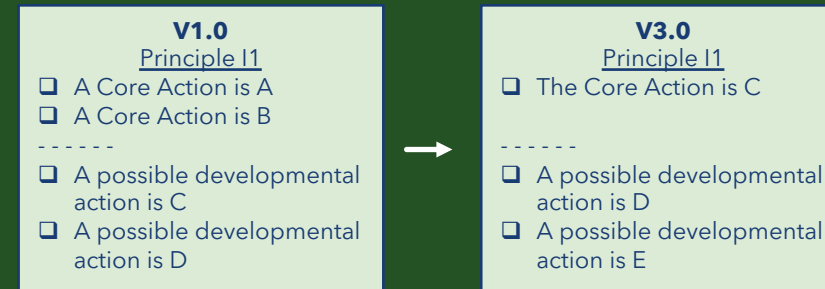 V1.0
Principle I1
❑ A Core Action is A
❑ A Core Action is B
- - - - - -
❑ A possible developmental
action is C
❑ A possible developmental
action is D
V3.0
Principle I1
❑ The Core Action is C
- - - - - -
❑ A possible developmental
action is D
❑ A possible developmental
action is E